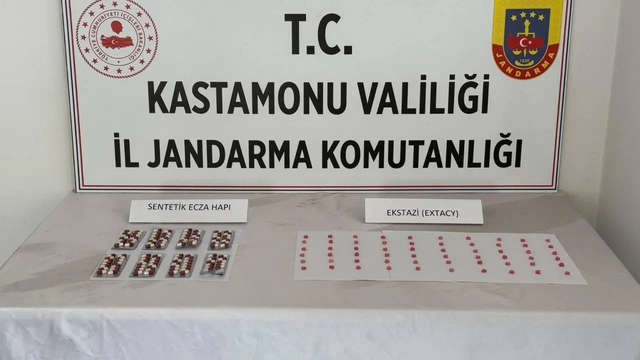 T.C.
KASTAMONU VALİLİĞİ
İL JANDARMA KOMUTANLIĞI
JANDARMA
SENTETİK ECZA HAPI
EKSTAZİ (EXTACY)